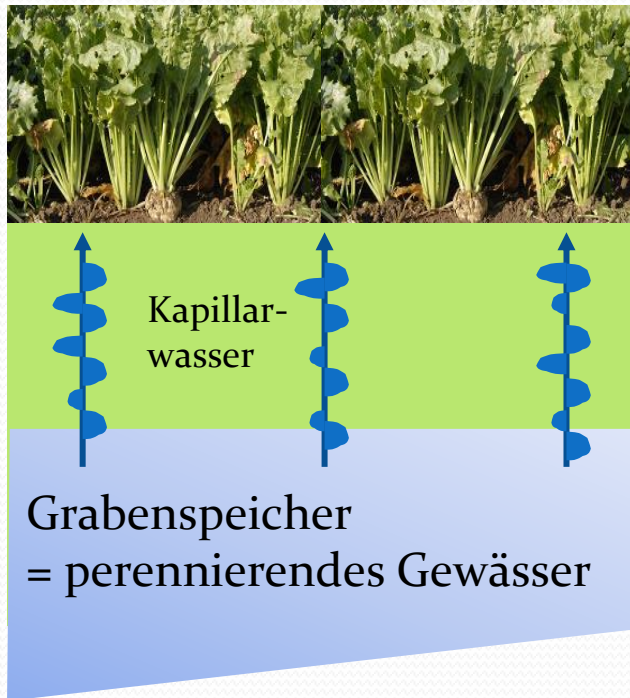 Kapillar-
wasser
Grabenspeicher
= perennierendes Gewässer